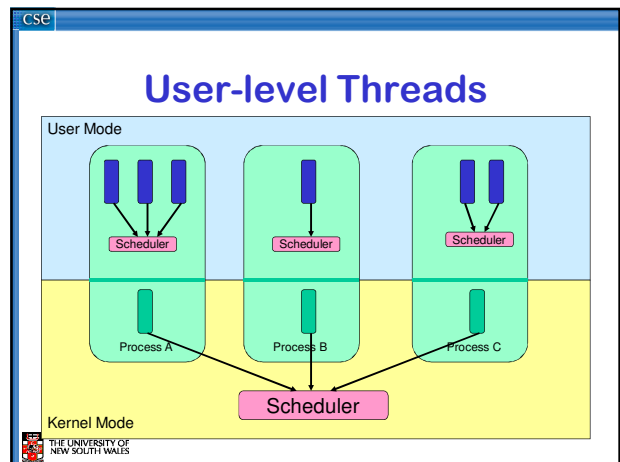 cse
User-level Threads
User Mode
Scheduler
Scheduler
Scheduler
Process A
Process B
Process C
Scheduler
Kernel Mode
THE UNIVERSITY OF
NEW SOUTH WALES